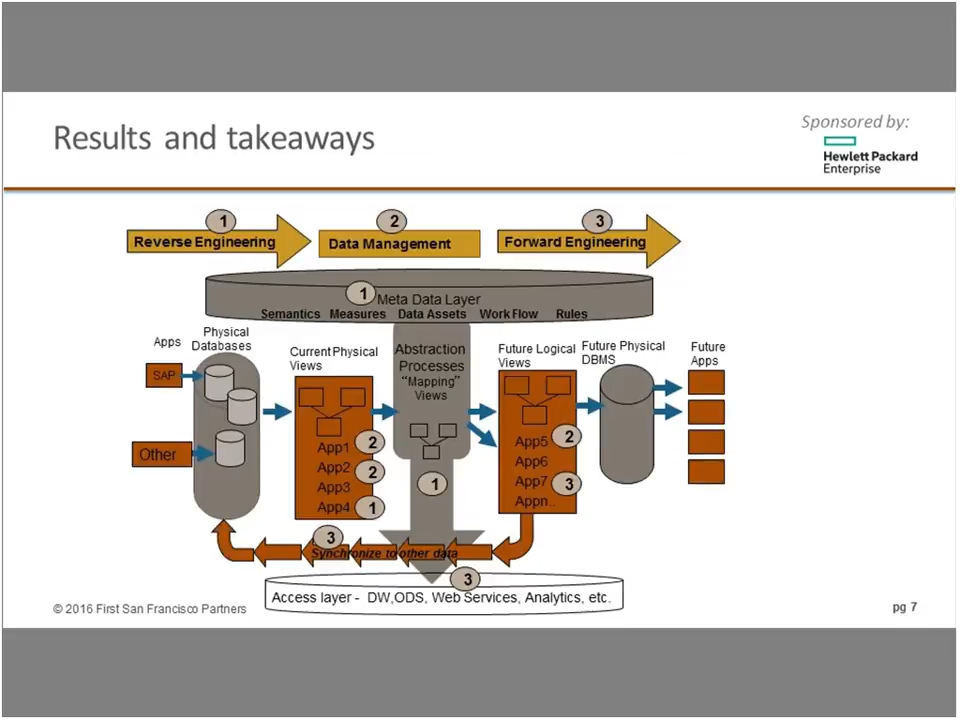 Results and takeaways
Sponsored by:
Hewlett Packard
Enterprise
1
2
3
Reverse Engineering
Data Management
Forward Engineering
1
Meta Data Layer
Semantics Measures Data Assets Work Flow Rules
Apps
Physical
Databases
SAP
Other
Current Physical
Views
App1 2
App2 2
App3
App4 1
Abstraction
Processes
“Mapping”
Views
1
Future Logical
Views
App5 2
App6
App7 3
Appn..
Future Physical
DBMS
Future
Apps
3
Synchronize to other data
3
Access layer - DW,ODS, Web Services, Analytics, etc.
© 2016 First San Francisco Partners
pg 7